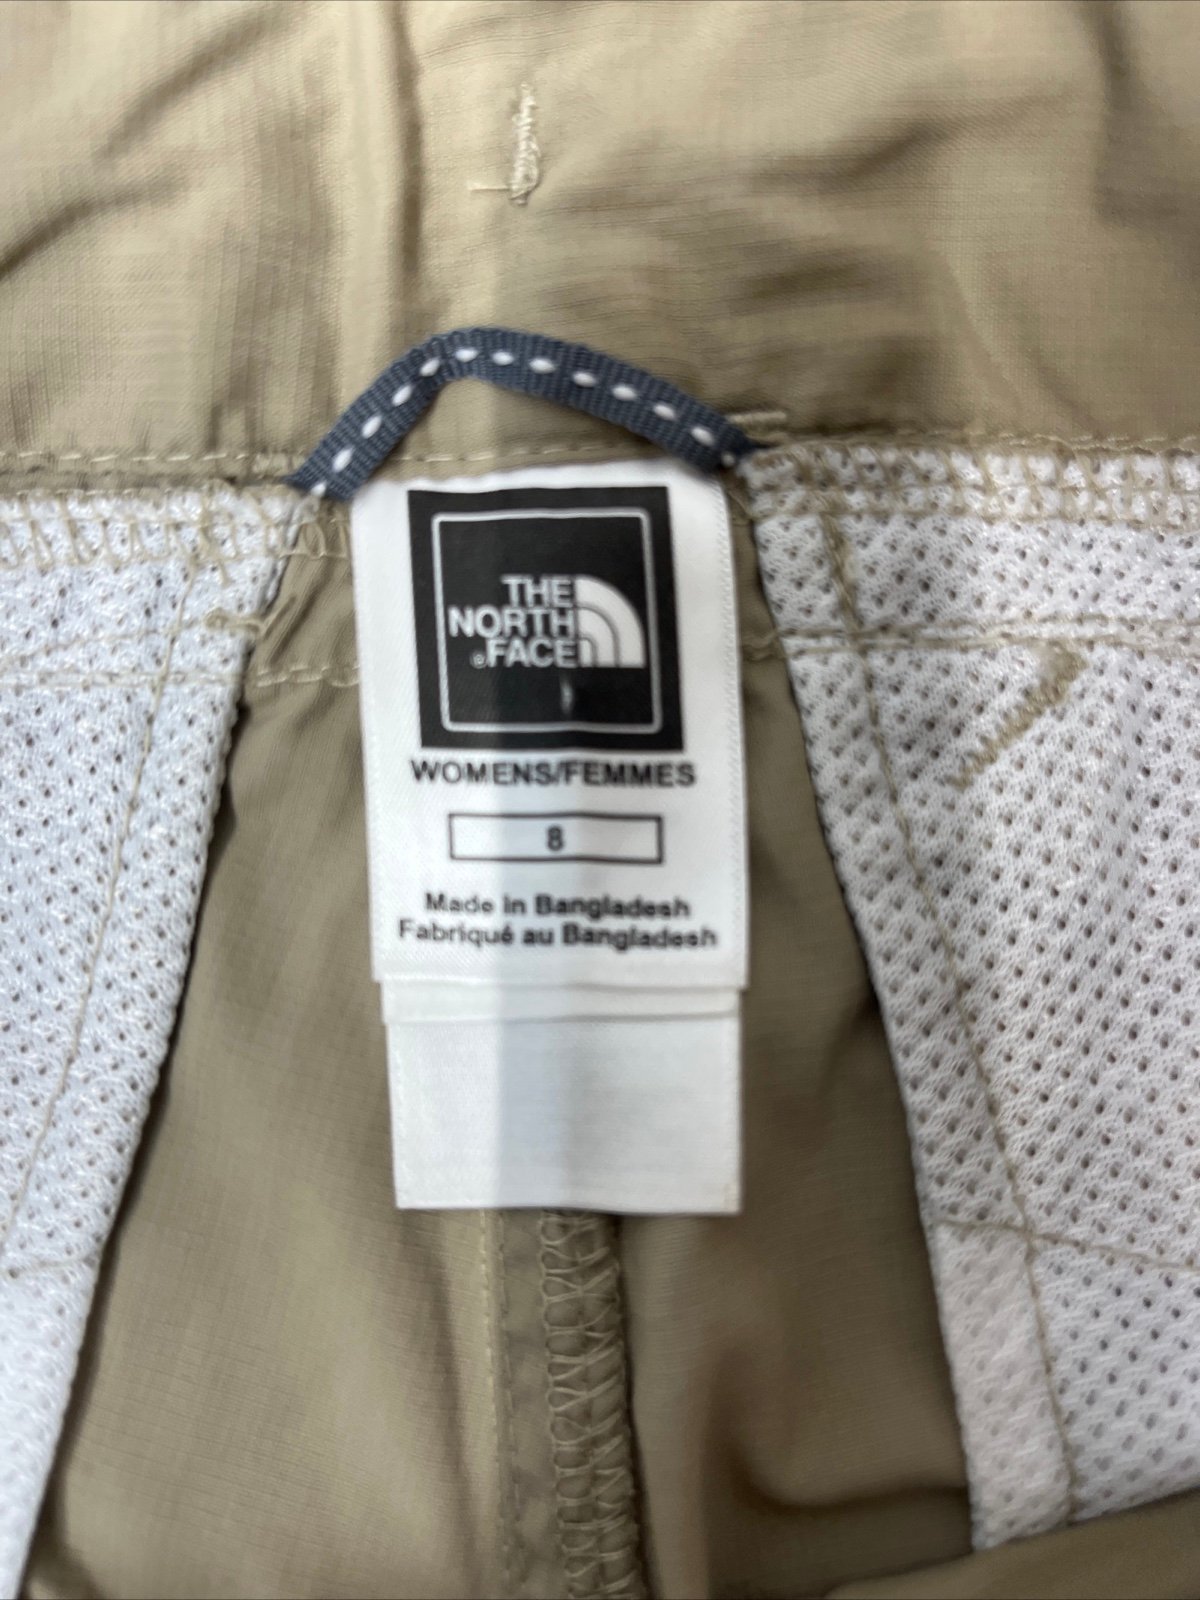 THE
NORTH
®FACE
WOMENS/FEMMES
8
Made in Bangladesh
Fabriqué au Bangladesh